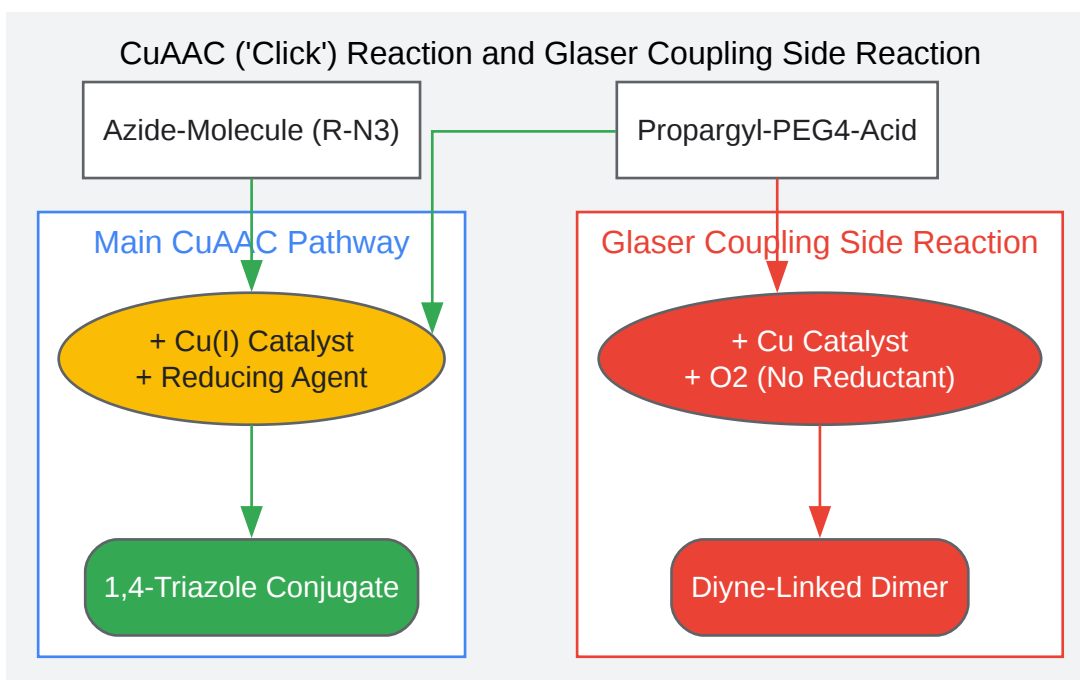 CuAAC ('Click') Reaction and Glaser Coupling Side Reaction
Azide-Molecule (R-N3)
Propargyl-PEG4-Acid
Main CuAAC Pathway
Glaser Coupling Side Reaction
+ Cu(I) Catalyst
+ Reducing Agent
+ Cu Catalyst
+ O2 (No Reductant)
1,4-Triazole Conjugate
Diyne-Linked Dimer